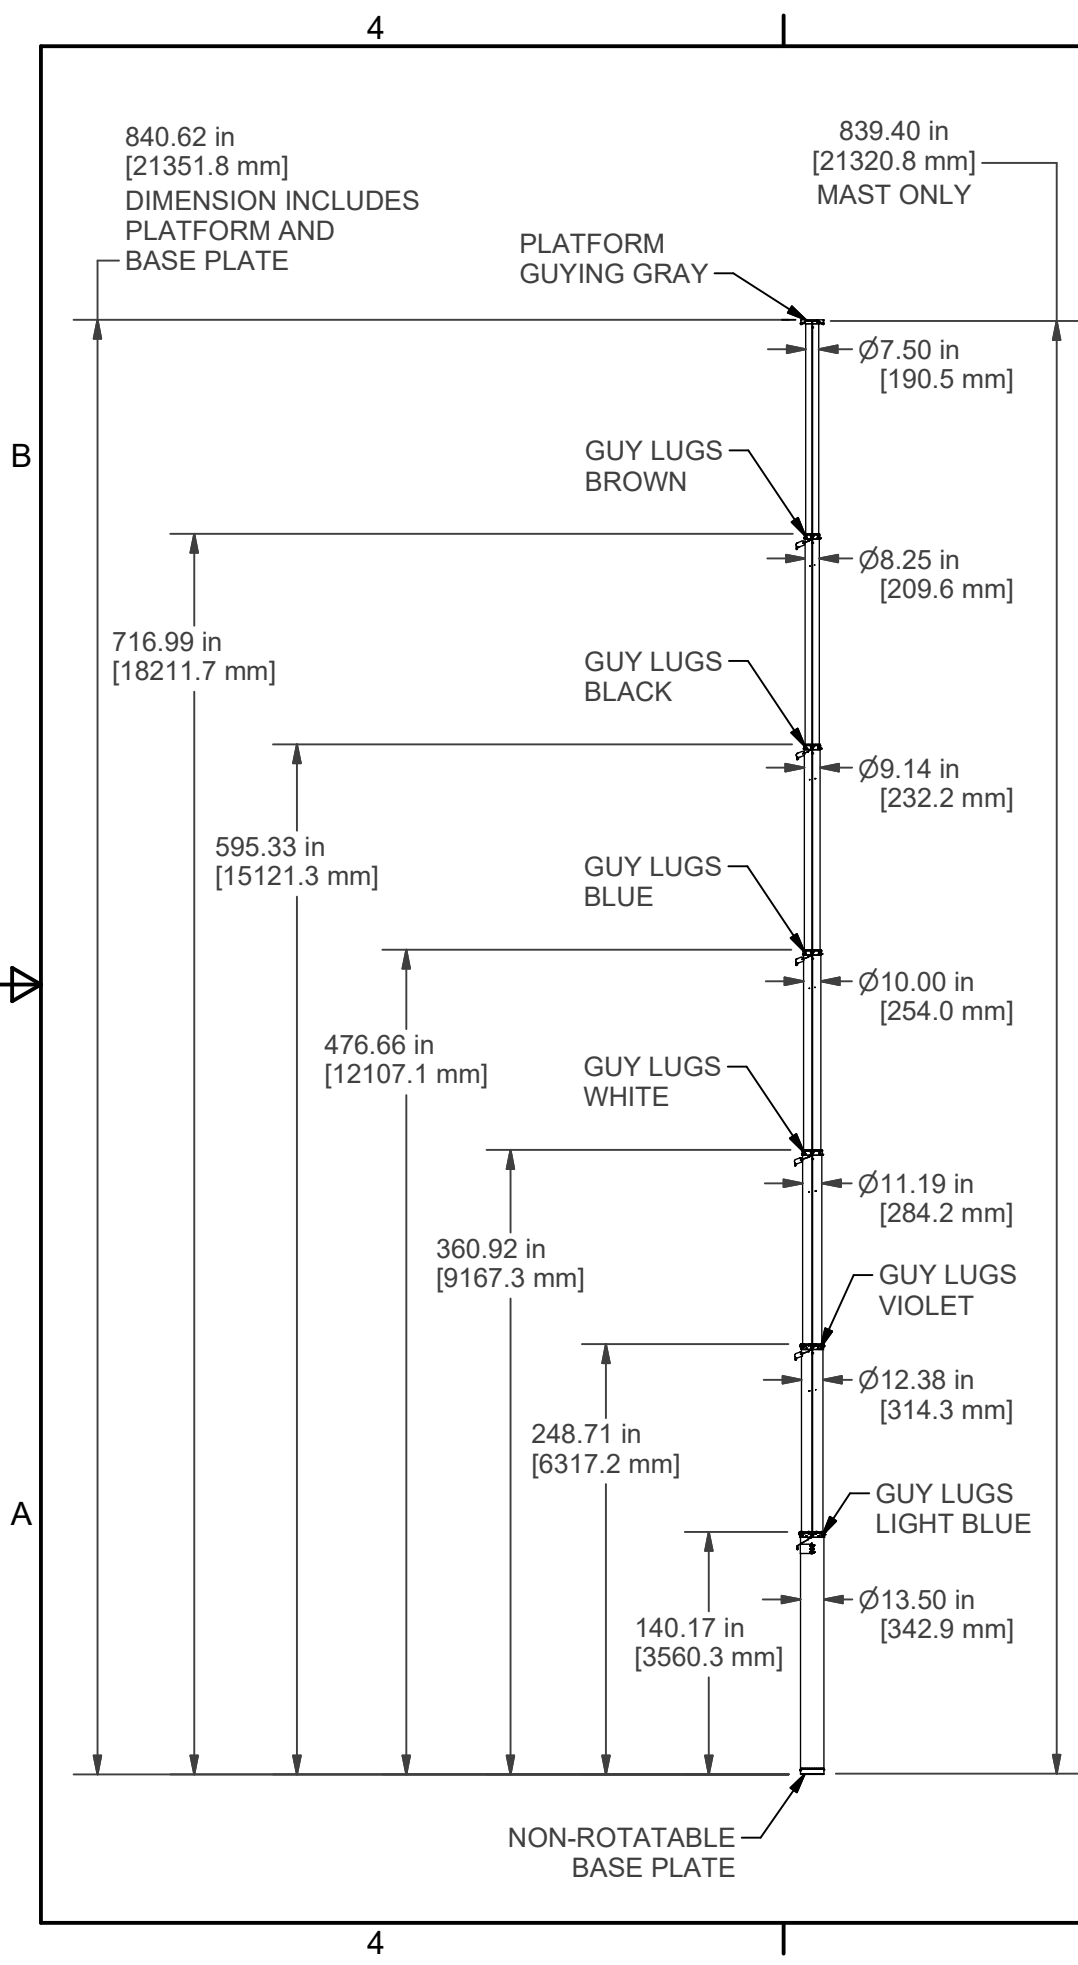 4
840.62 in
[21351.8 mm]
DIMENSION INCLUDES
PLATFORM AND
BASE PLATE
839.40 in
[21320.8 mm]
MAST ONLY
PLATFORM
GUYING GRAY
Ø7.50 in
[190.5 mm]
B
GUY LUGS
BROWN
Ø8.25 in
[209.6 mm]
716.99 in
[18211.7 mm]
GUY LUGS
BLACK
Ø9.14 in
[232.2 mm]
595.33 in
[15121.3 mm]
GUY LUGS
BLUE
Ø10.00 in
[254.0 mm]
476.66 in
[12107.1 mm]
GUY LUGS
WHITE
Ø11.19 in
[284.2 mm]
360.92 in
[9167.3 mm]
GUY LUGS
VIOLET
Ø12.38 in
[314.3 mm]
248.71 in
[6317.2 mm]
A
GUY LUGS
LIGHT BLUE
Ø13.50 in
[342.9 mm]
140.17 in
[3560.3 mm]
NON-ROTATABLE
BASE PLATE
4